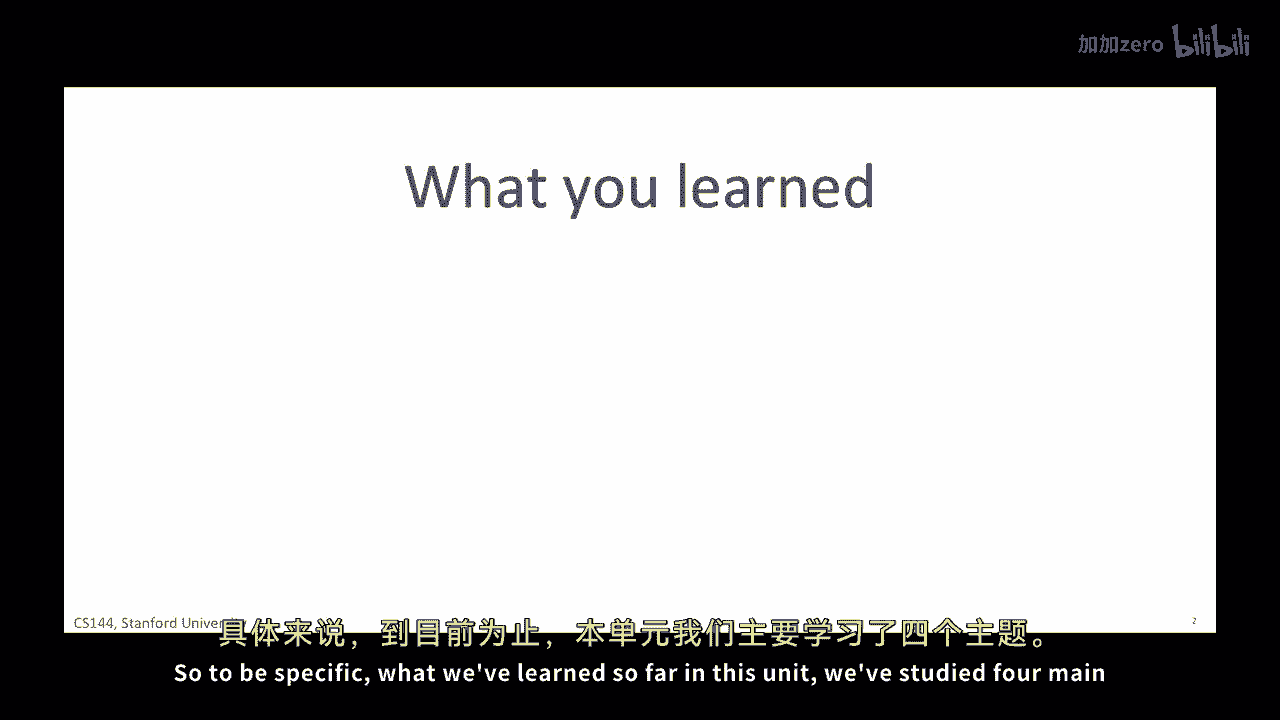 加加zero bilibili
What you learned
CS144, Stanford University
2
具体来说，到目前为止，本单元我们主要学习了四个主题。
So to be specific, what we've learned so far in this unit, we've studied four main